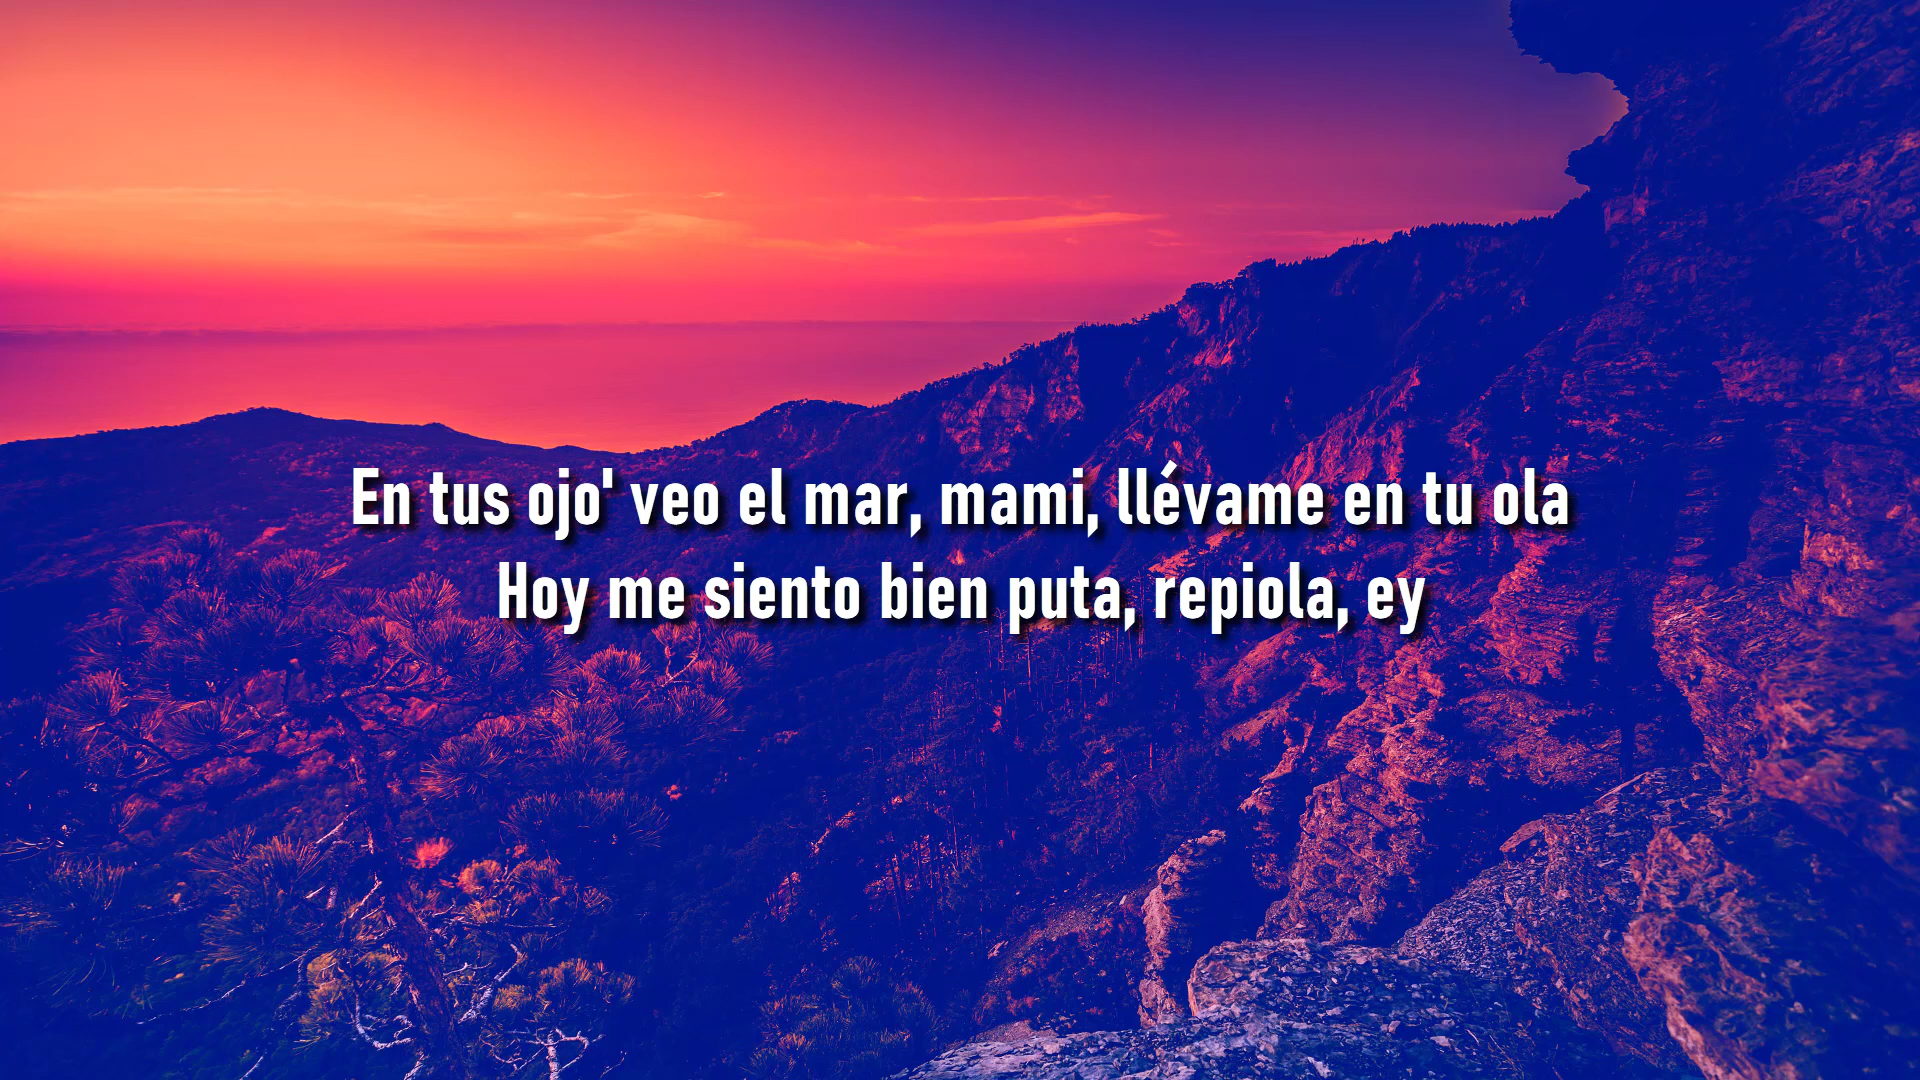 En tus ojo' veo el mar, mami, llévame en tu ola
Hoy me siento bien puta, repiola, ey